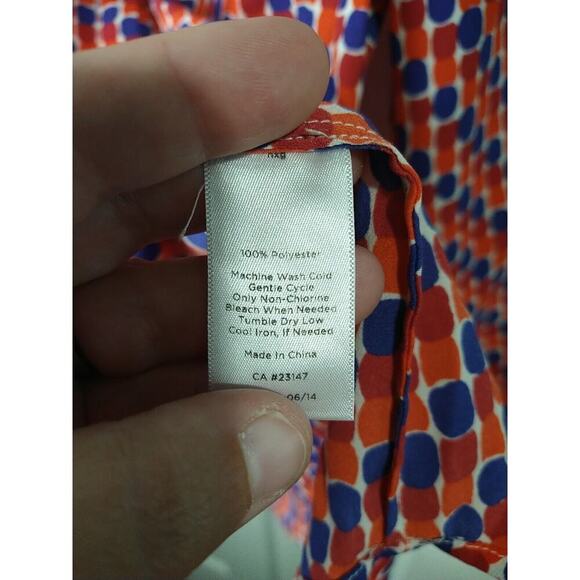 100% Polyester
Machine Wash Cold
Gentle Cycle
Only Non-Chlorine
Bleach When Needed
Tumble Dry Low
Cool Iron, If Needed
Made In China
CA #23147
06/14